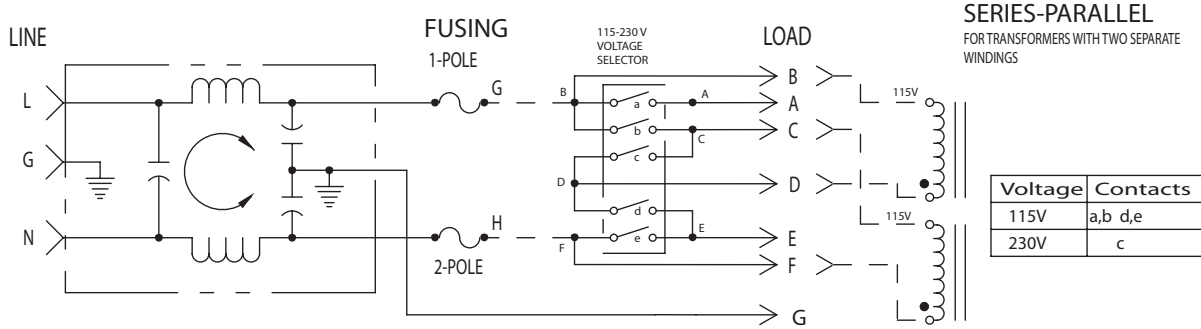 SERIES-PARALLEL
FOR TRANSFORMERS WITH TWO SEPARATE
WINDINGS
LINE
FUSING
1-POLE
115-230 V
VOLTAGE
SELECTOR
LOAD
L
G
N
G
H
2-POLE
B
D
F
a
b
c
d
e
A
C
E
B
A
C
D
E
F
G
115V
115V
Voltage Contacts
115V a,b d,e
230V c